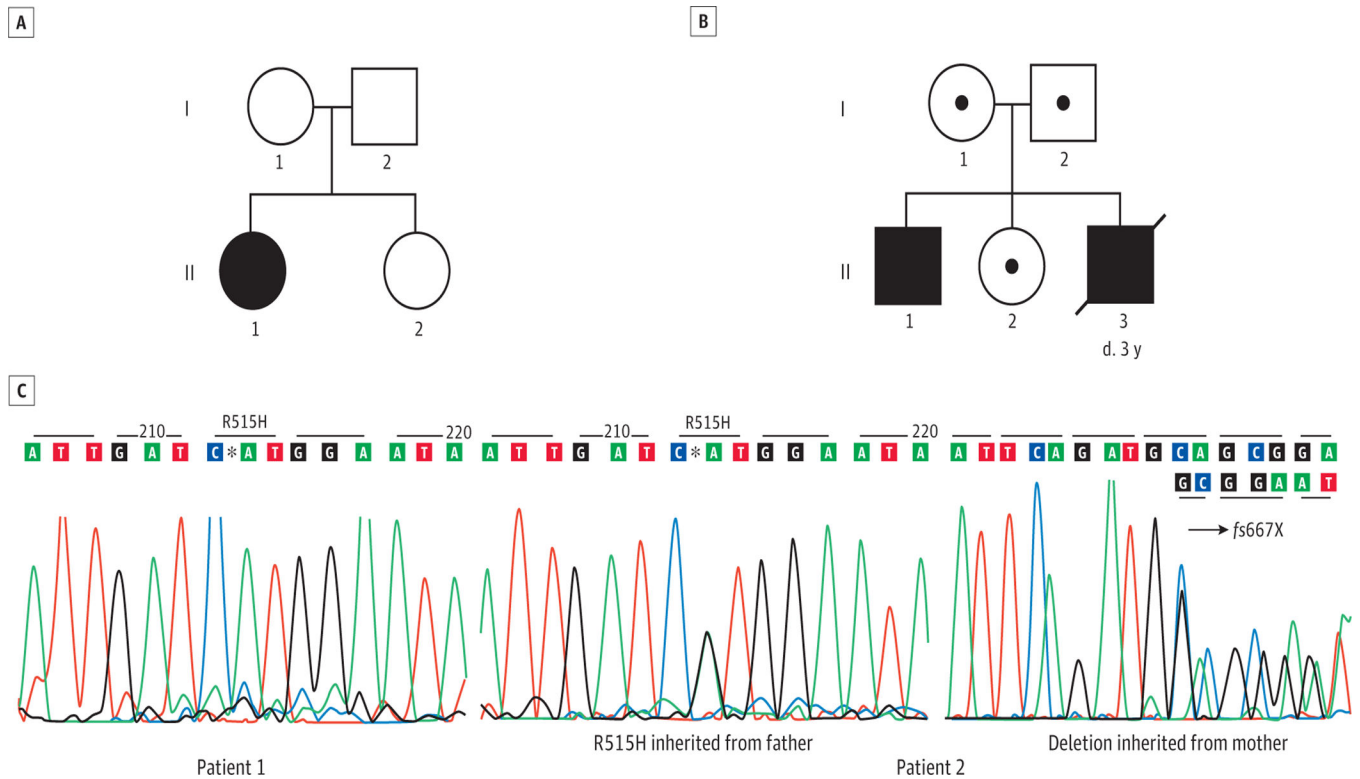 A
B
I
1
2
I
1
2
II
1
2
II
1
2
3
d. 3 y
C
R515H
R515H
210
220
210
220
A T T G A T C * A T G G A A T A
A T T G A T C * A T G G A A T A
A T T C A G A T G C A G C G G A
G C G G A A T
fs667X
R515H inherited from father
Deletion inherited from mother
Patient 1
Patient 2